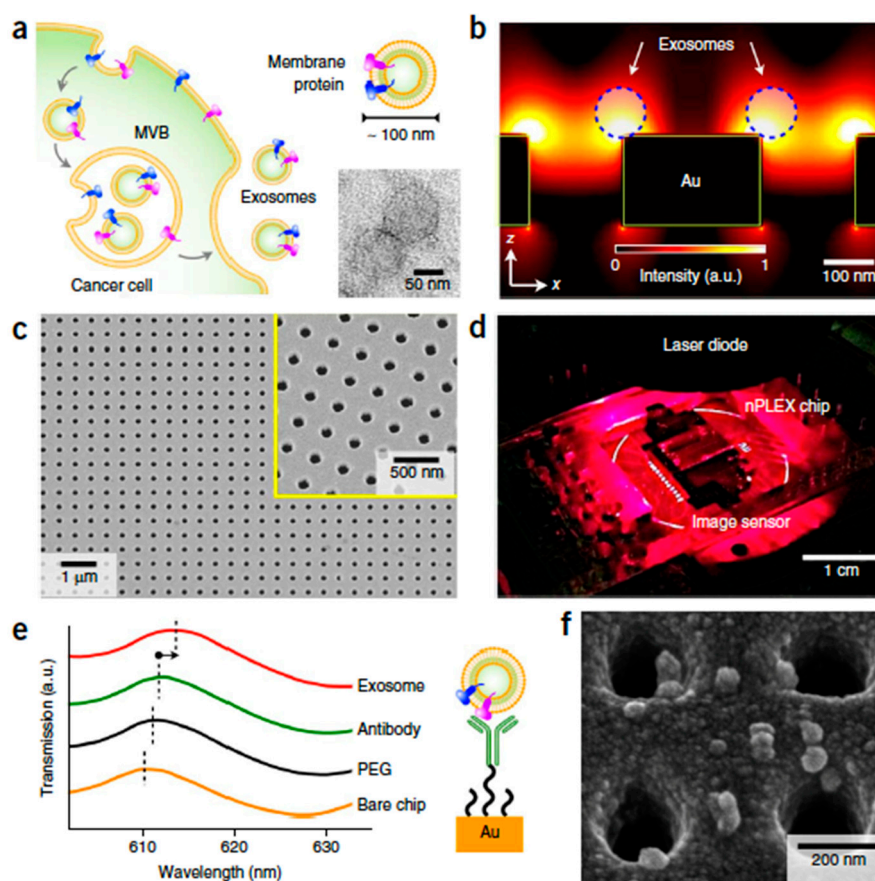 a
Membrane
protein
MVB
~ 100 nm
Exosomes
Cancer cell
50 nm
b
Exosomes
Au
z
x
0
1
Intensity (a.u.)
100 nm
c
500 nm
1 μm
d
Laser diode
nPLEX chip
Image sensor
1 cm
e
Transmission (a.u.)
Exosome
Antibody
PEG
Bare chip
610
620
630
Wavelength (nm)
Au
f
200 nm